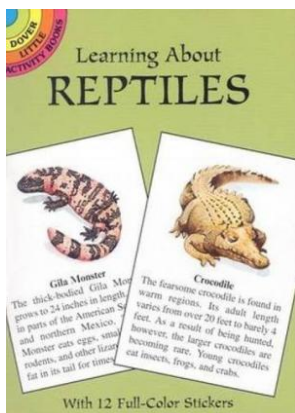 DOVER
LITTLE
ACTIVITY BOOKS
Learning About
REPTILES
Gila Monster
The thick-bodied Gila Mon
grows to 24 inches in length
in parts of the American S
and northern Mexico,
Monster eats eggs, smal
rodents, and other lizar
fat in its tail for times
Crocodile
The fearsome crocodile is found in
warm regions. Its adult length
varies from over 20 feet to barely 4
feet. As a result of being hunted,
however, the larger crocodiles are
becoming rare. Young crocodiles
eat insects, frogs, and crabs.
With 12 Full-Color Stickers